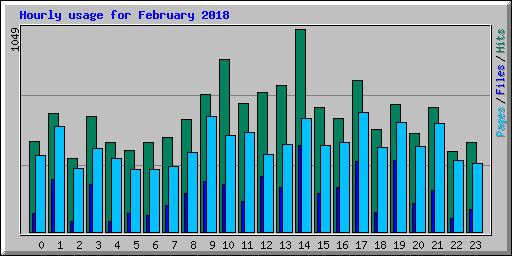 Hourly usage for February 2018
1049
Pages / Files / Hits
0 1 2 3 4 5 6 7 8 9 10 11 12 13 14 15 16 17 18 19 20 21 22 23